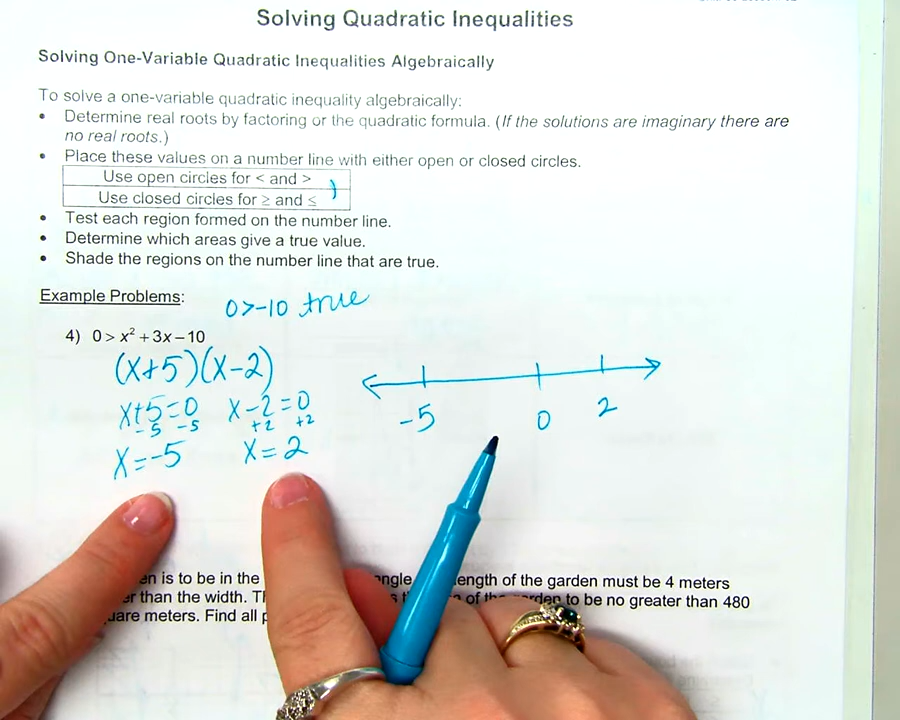 Solving Quadratic Inequalities
Solving One-Variable Quadratic Inequalities Algebraically
To solve a one-variable quadratic inequality algebraically:
• Determine real roots by factoring or the quadratic formula. (If the solutions are imaginary there are
no real roots.)
• Place these values on a number line with either open or closed circles.
Use open circles for < and >
Use closed circles for ≥ and ≤
• Test each region formed on the number line.
• Determine which areas give a true value.
• Shade the regions on the number line that are true.
Example Problems:
0>-10 true
4) 0 > x² + 3x – 10
(x+5)(x-2)
x+5=0 x-2=0
-5 -5 +2 +2
x=-5 x=2
-5 0 2
is to be in the length of the garden must be 4 meters
than the width. of to be no greater than 480
meters. Find all